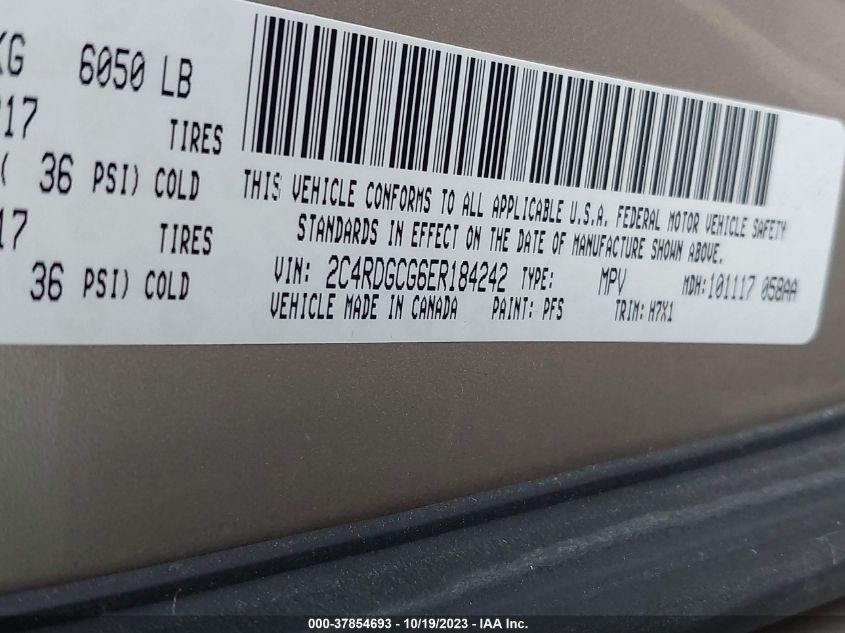 KG 6050 LB
217 TIRES
( 36 PSI) COLD
17 TIRES
36 PSI) COLD
THIS VEHICLE CONFORMS TO ALL APPLICABLE U.S.A. FEDERAL MOTOR VEHICLE SAFETY
STANDARDS IN EFFECT ON THE DATE OF MANUFACTURE SHOWN ABOVE.
VIN: 2C4RDGCG6ER184242 TYPE: MPV MDH:101117 058AA
VEHICLE MADE IN CANADA PAINT: PFS TRIM: H7X1
000-37854693 - 10/19/2023 - IAA Inc.